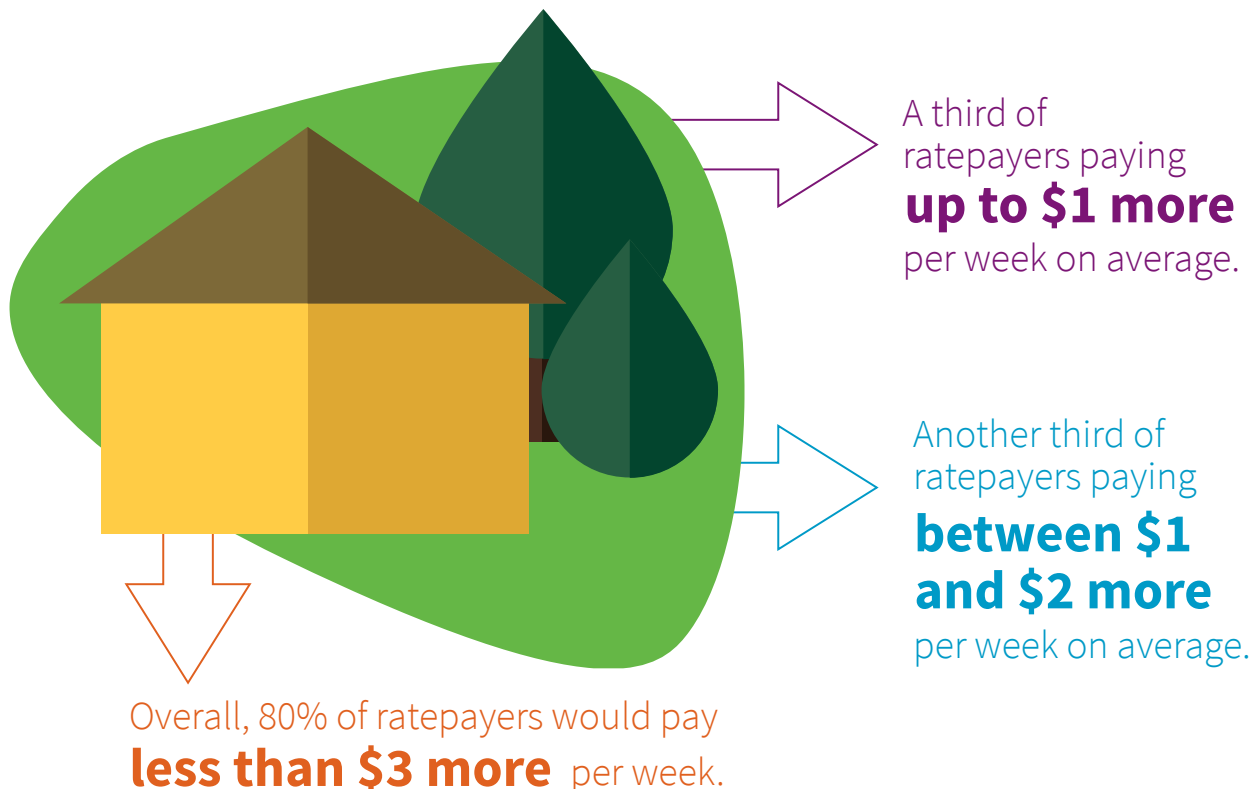 A third of
ratepayers paying
up to $1 more
per week on average.
Another third of
ratepayers paying
between $1
and $2 more
per week on average.
Overall, 80% of ratepayers would pay
less than $3 more per week.